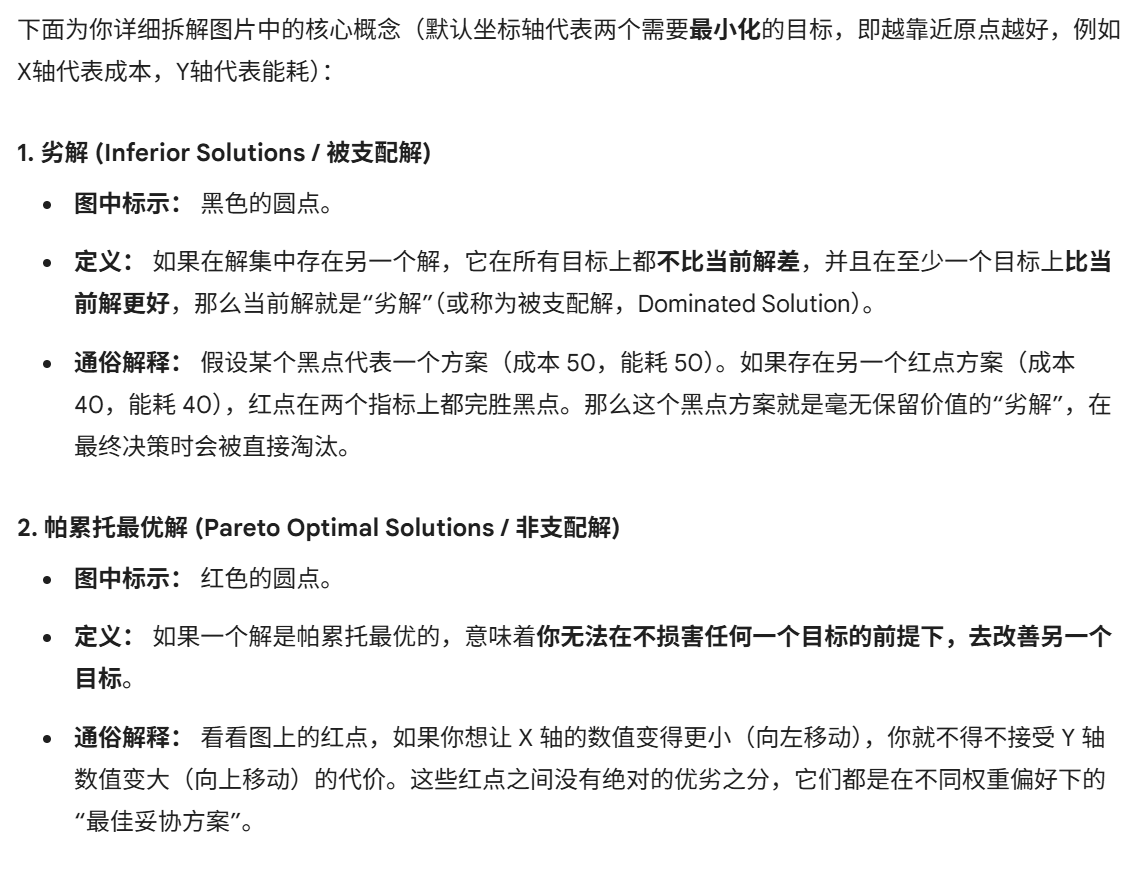 下面为你详细拆解图片中的核心概念（默认坐标轴代表两个需要最小化的目标，即越靠近原点越好，例如
X轴代表成本，Y轴代表能耗）：
1. 劣解 (Inferior Solutions / 被支配解)
• 图中标示： 黑色的圆点。
• 定义： 如果在解集中存在另一个解，它在所有目标上都不比当前解差，并且在至少一个目标上比当
前解更好，那么当前解就是“劣解”（或称为被支配解，Dominated Solution）。
• 通俗解释： 假设某个黑点代表一个方案（成本 50，能耗 50）。如果存在另一个红点方案（成本
40，能耗 40），红点在两个指标上都完胜黑点。那么这个黑点方案就是毫无保留价值的“劣解”，在
最终决策时会被直接淘汰。
2. 帕累托最优解 (Pareto Optimal Solutions / 非支配解)
• 图中标示： 红色的圆点。
• 定义： 如果一个解是帕累托最优的，意味着你无法在不损害任何一个目标的前提下，去改善另一个
目标。
• 通俗解释： 看看图上的红点，如果你想让 X 轴的数值变得更小（向左移动），你就不得不接受 Y 轴
数值变大（向上移动）的代价。这些红点之间没有绝对的优劣之分，它们都是在不同权重偏好下的
“最佳妥协方案”。